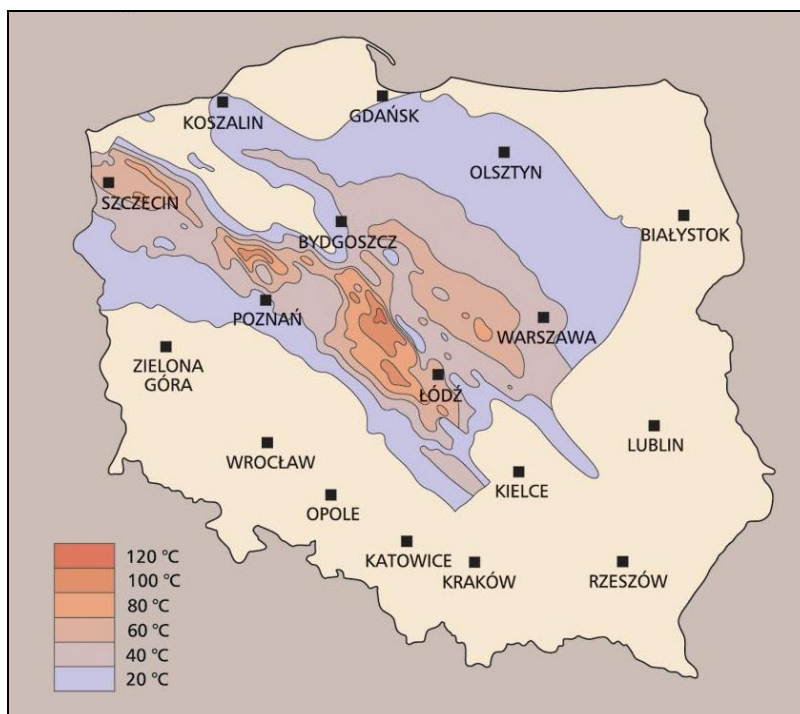 KOSZALIN
GDAŃSK
OLSZTYN
SZCZECIN
BIAŁYSTOK
BYDGOSZCZ
POZNAŃ
WARSZAWA
ZIELONA
GÓRA
ŁÓDŹ
LUBLIN
WROCŁAW
KIELCE
OPOLE
KATOWICE
KRAKÓW
RZESZÓW
120 °C
100 °C
80 °C
60 °C
40 °C
20 °C